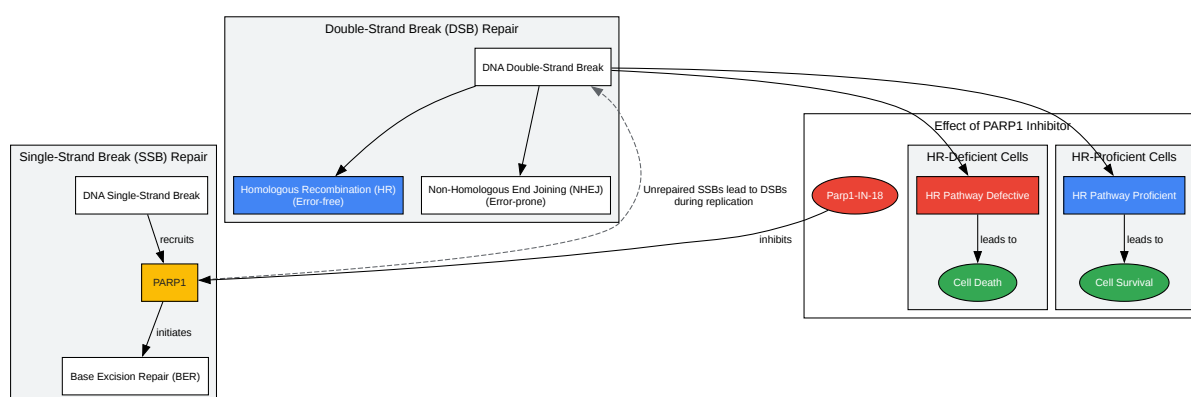 Double-Strand Break (DSB) Repair
DNA Double-Strand Break
Homologous Recombination (HR)
(Error-free)
Non-Homologous End Joining (NHEJ)
(Error-prone)
Single-Strand Break (SSB) Repair
DNA Single-Strand Break
recruits
PARP1
initiates
Base Excision Repair (BER)
Unrepaired SSBs lead to DSBs
during replication
inhibits
Effect of PARP1 Inhibitor
Parp1-IN-18
HR-Deficient Cells
HR Pathway Defective
leads to
Cell Death
HR-Proficient Cells
HR Pathway Proficient
leads to
Cell Survival